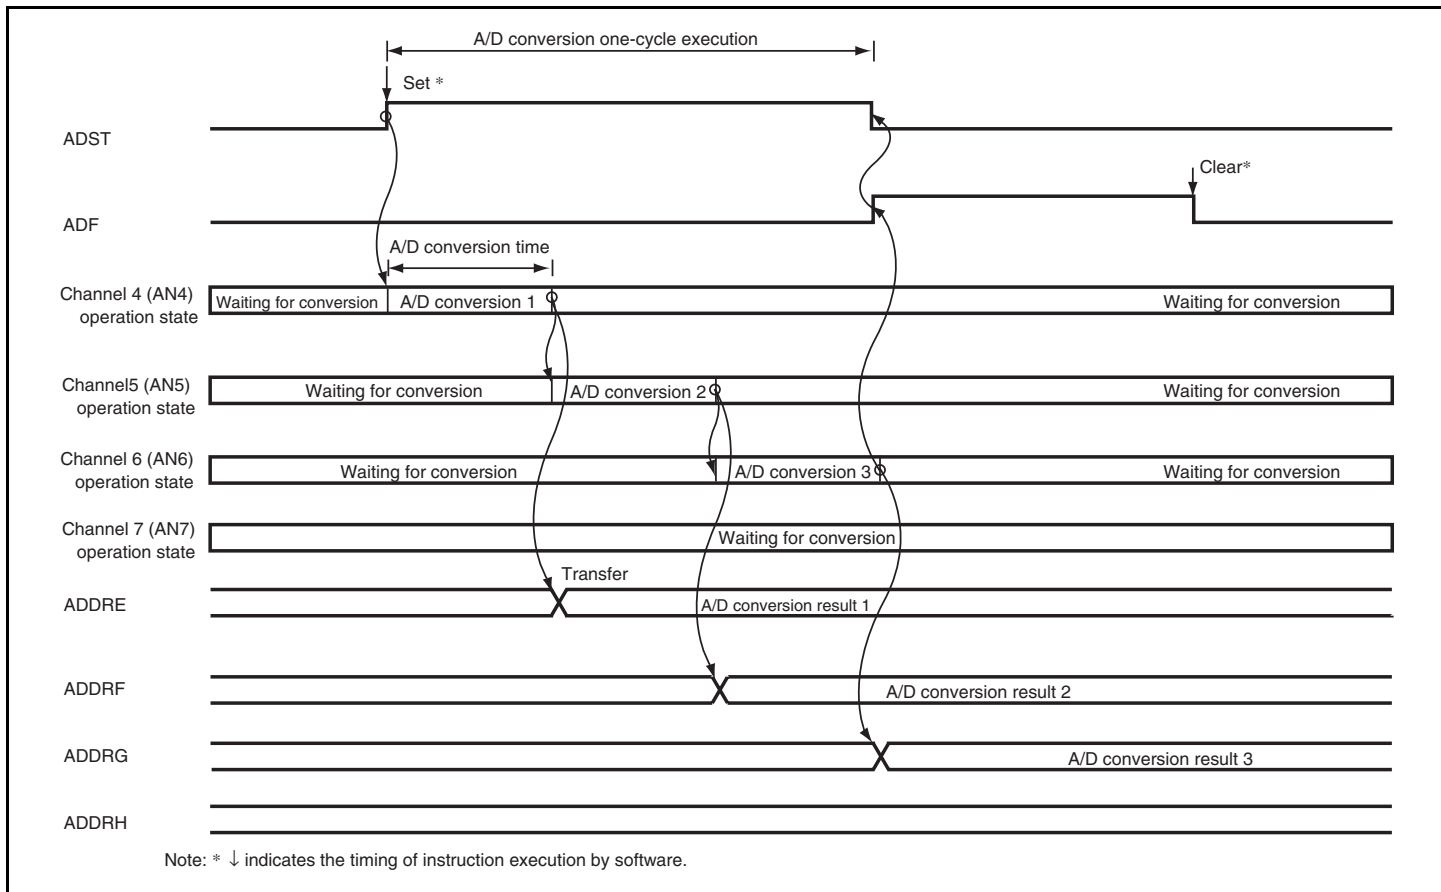 A/D conversion one-cycle execution
Set *
ADST
Clear*
ADF
A/D conversion time
Channel 4 (AN4)
operation state
Waiting for conversion
A/D conversion 1
Waiting for conversion
Channel5 (AN5)
operation state
Waiting for conversion
A/D conversion 2
Waiting for conversion
Channel 6 (AN6)
operation state
Waiting for conversion
A/D conversion 3
Waiting for conversion
Channel 7 (AN7)
operation state
Waiting for conversion
Transfer
ADDRE
A/D conversion result 1
ADDRF
A/D conversion result 2
ADDRG
A/D conversion result 3
ADDRH
Note: * ↓ indicates the timing of instruction execution by software.